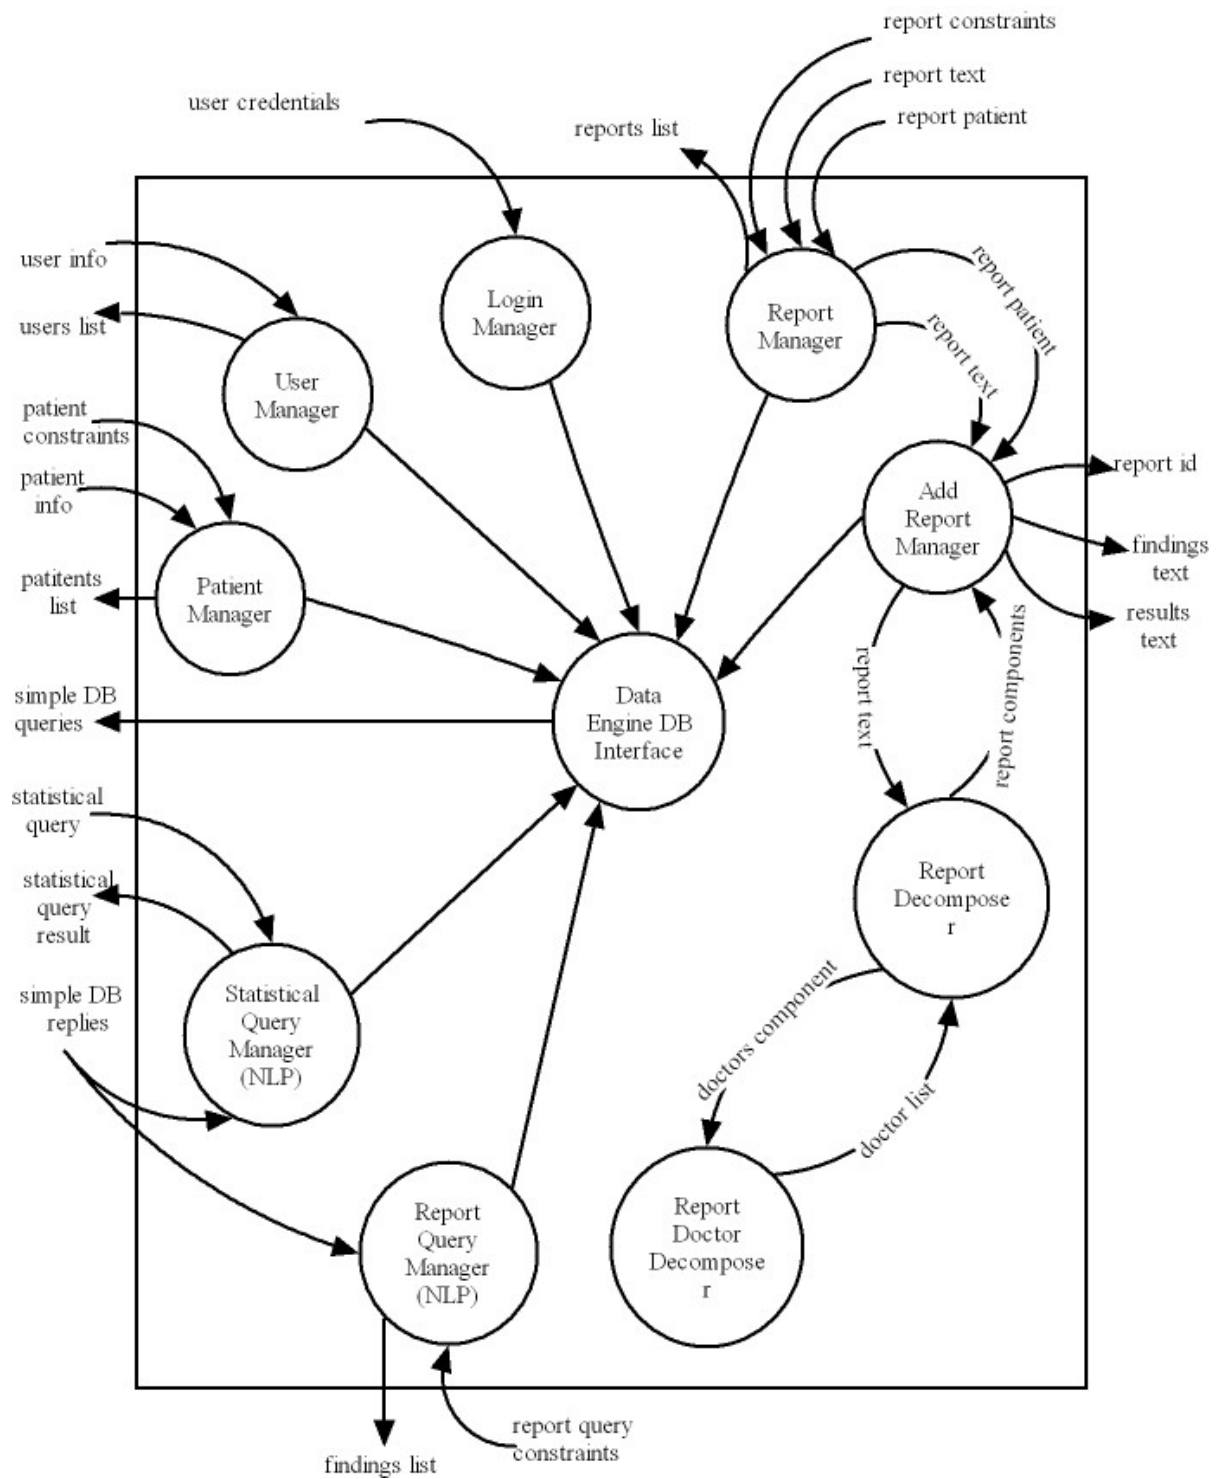 report constraints
report text
report patient
user credentials
reports list
user info
users list
Login
Manager
Report
Manager
report patient
report text
User
Manager
patient
constraints
patient
info
Add
Report
Manager
report id
findings
text
results
text
patitents
list
Patient
Manager
report text
report components
simple DB
queries
Data
Engine DB
Interface
statistical
query
statistical
query
result
Report
Decompose
r
simple DB
replies
Statistical
Query
Manager
(NLP)
doctors component
doctor list
Report
Query
Manager
(NLP)
Report
Doctor
Decompose
r
report query
constraints
findings list